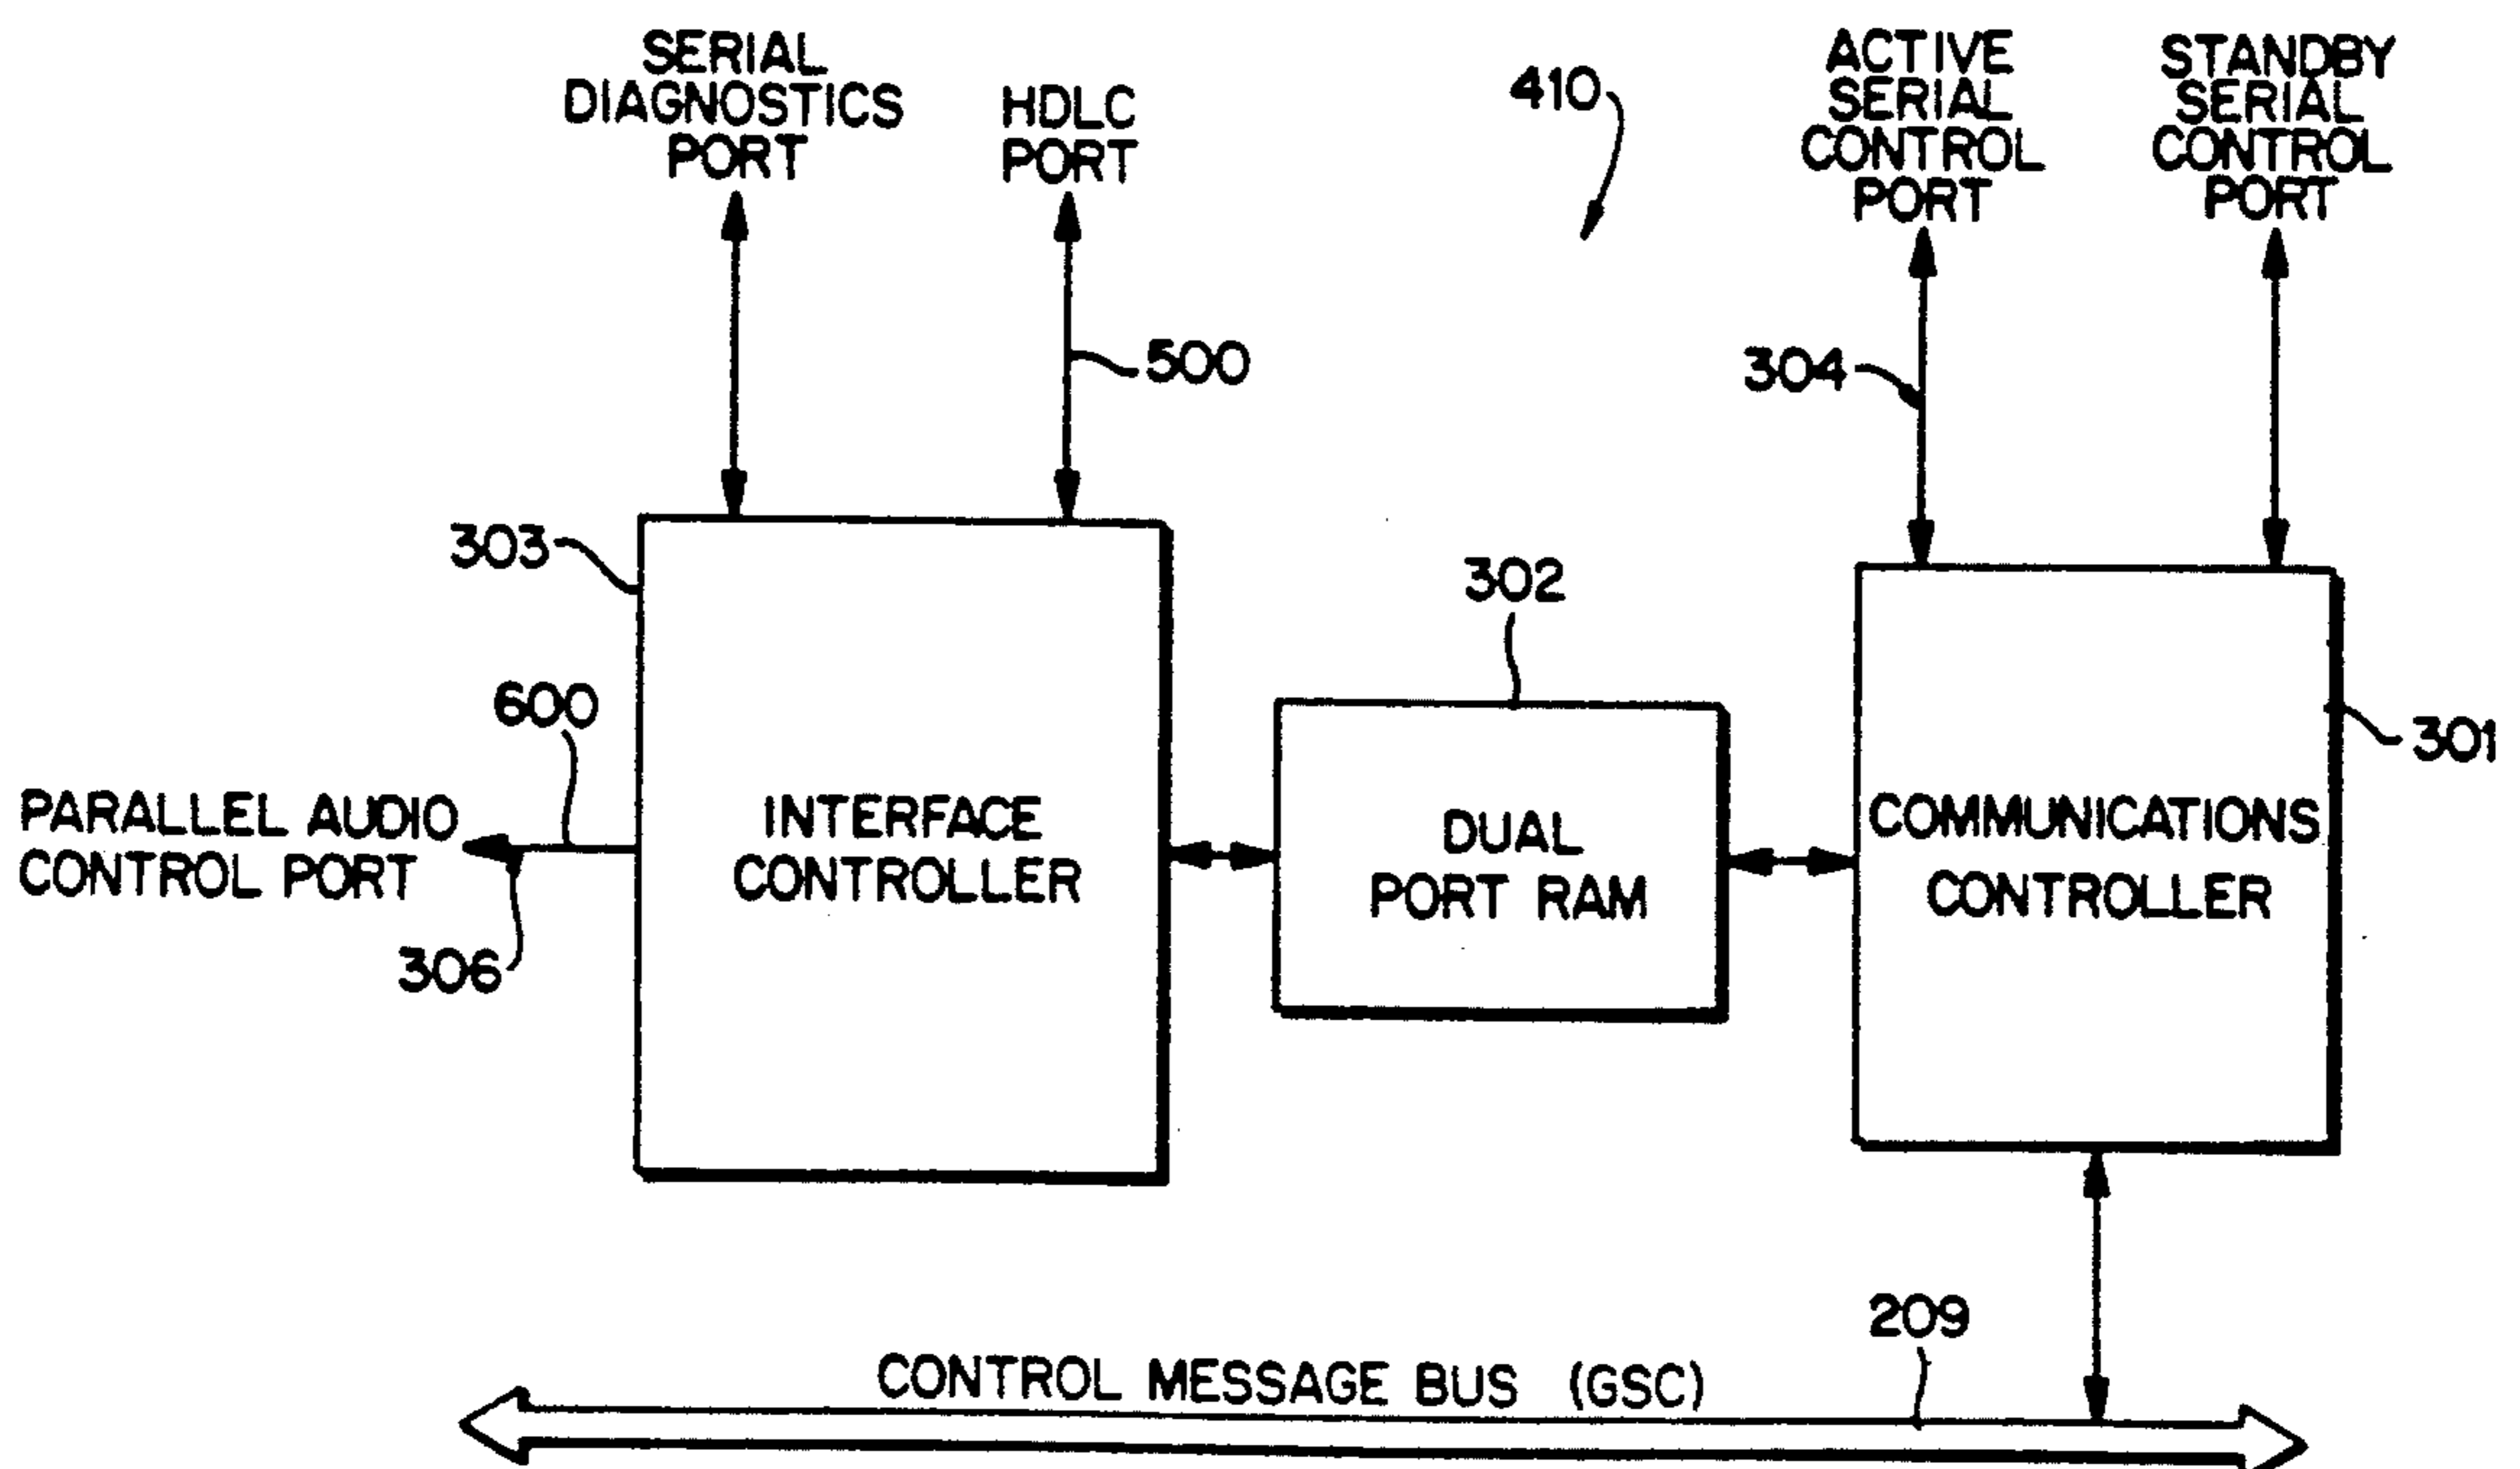 SERIAL
DIAGNOSTICS
PORT
HDLC
PORT
410
ACTIVE
SERIAL
CONTROL
PORT
STANDBY
SERIAL
CONTROL
PORT
500
304
303
302
600
301
PARALLEL AUDIO
CONTROL PORT
INTERFACE
CONTROLLER
DUAL
PORT RAM
COMMUNICATIONS
CONTROLLER
306
209
CONTROL MESSAGE BUS (GSC)